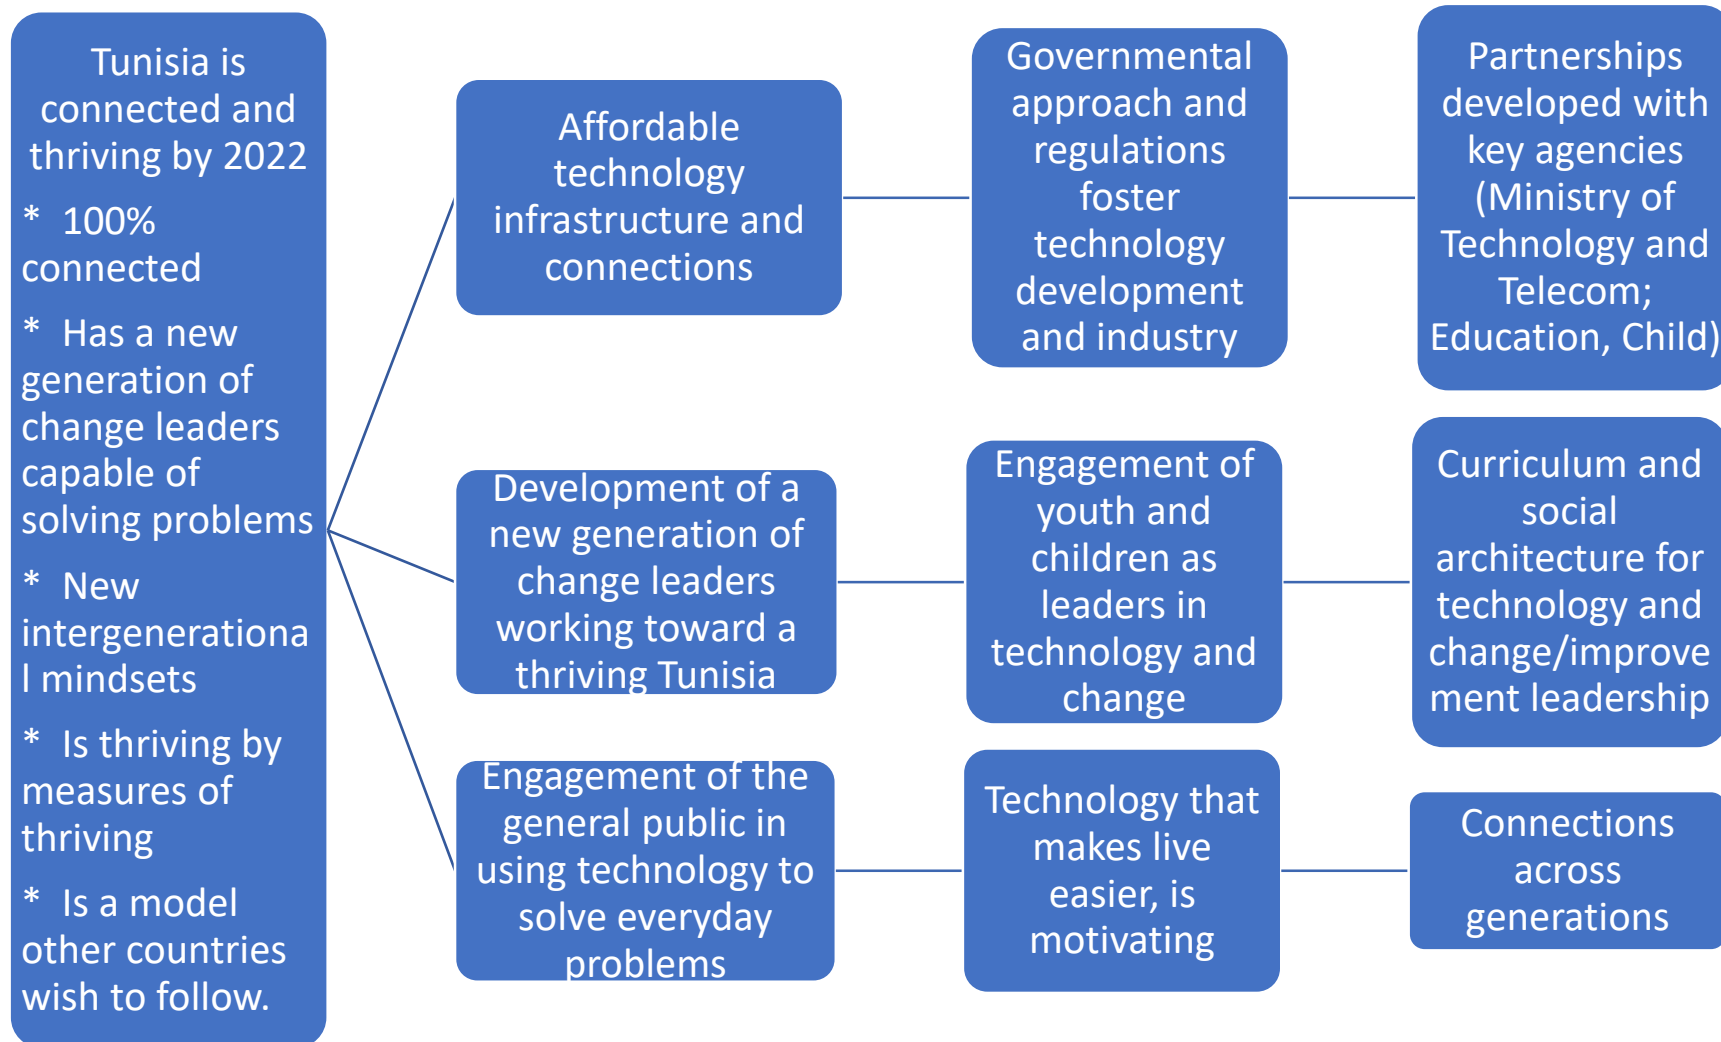 Tunisia is
connected and
thriving by 2022
* 100%
connected
* Has a new
generation of
change leaders
capable of
solving problems
* New
intergenerationa
l mindsets
* Is thriving by
measures of
thriving
* Is a model
other countries
wish to follow.
Affordable
technology
infrastructure and
connections
Governmental
approach and
regulations
foster
technology
development
and industry
Partnerships
developed with
key agencies
(Ministry of
Technology and
Telecom;
Education, Child)
Development of a
new generation of
change leaders
working toward a
thriving Tunisia
Engagement of
youth and
children as
leaders in
technology and
change
Curriculum and
social
architecture for
technology and
change/improve
ment leadership
Engagement of the
general public in
using technology to
solve everyday
problems
Technology that
makes live
easier, is
motivating
Connections
across
generations